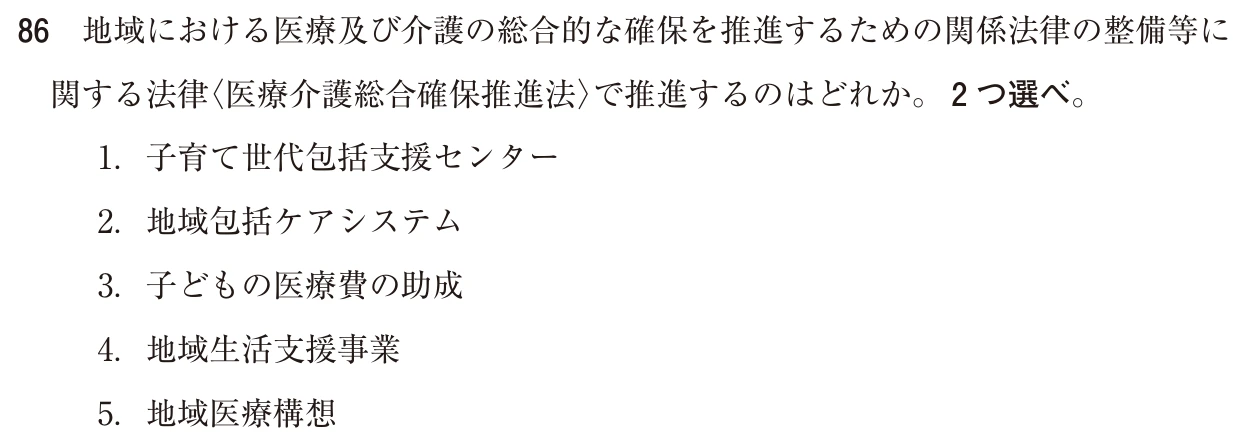 86 地域における医療及び介護の総合的な確保を推進するための関係法律の整備等に
関する法律〈医療介護総合確保推進法〉で推進するのはどれか。2つ選べ。
1. 子育て世代包括支援センター
2. 地域包括ケアシステム
3. 子どもの医療費の助成
4. 地域生活支援事業
5. 地域医療構想